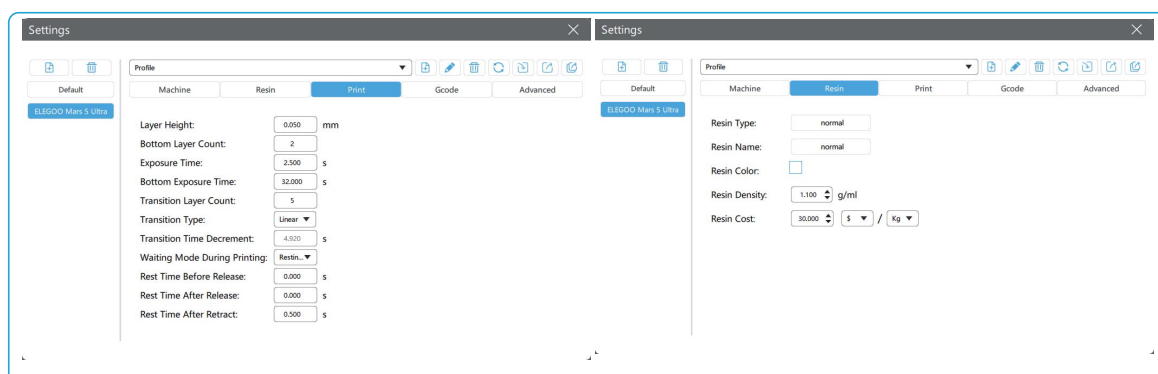 Settings
Profile
Default
Machine Resin Print Gcode Advanced
ELEGOO Mars 5 Ultra
Layer Height: 0.050 mm
Bottom Layer Count: 2
Exposure Time: 2.500 s
Bottom Exposure Time: 32.000 s
Transition Layer Count: 5
Transition Type: Linear
Transition Time Decrement: 4.920 s
Waiting Mode During Printing: Restin...
Rest Time Before Release: 0.000 s
Rest Time After Release: 0.000 s
Rest Time After Retract: 0.500 s
Settings
Profile
Default
Machine Resin Print Gcode Advanced
ELEGOO Mars 5 Ultra
Resin Type: normal
Resin Name: normal
Resin Color:
Resin Density: 1.100 g/ml
Resin Cost: 30.000 $ / Kg